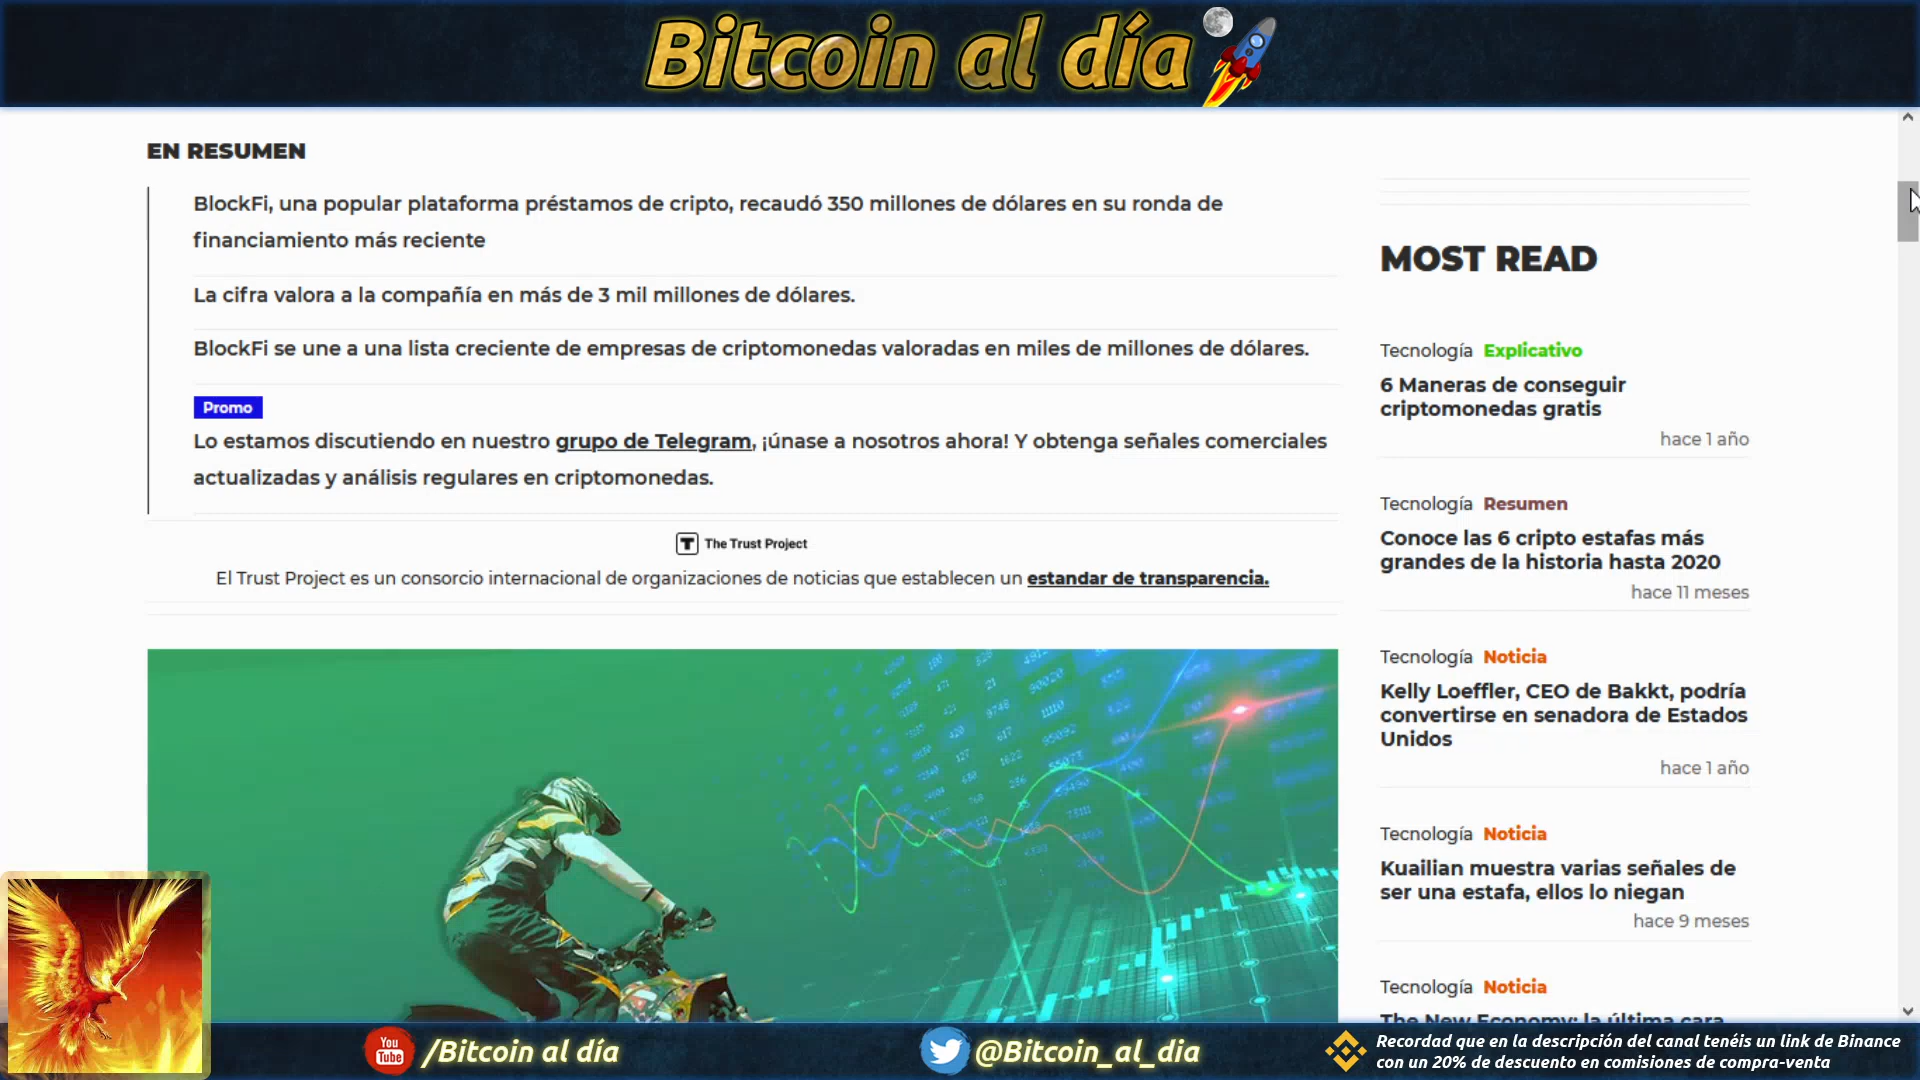 Bitcoin al día
EN RESUMEN
BlockFi, una popular plataforma préstamos de cripto, recaudó 350 millones de dólares en su ronda de
financiamiento más reciente
La cifra valora a la compañía en más de 3 mil millones de dólares.
BlockFi se une a una lista creciente de empresas de criptomonedas valoradas en miles de millones de dólares.
Promo
Lo estamos discutiendo en nuestro grupo de Telegram, ¡únase a nosotros ahora! Y obtenga señales comerciales
actualizadas y análisis regulares en criptomonedas.
T The Trust Project
El Trust Project es un consorcio internacional de organizaciones de noticias que establecen un estandar de transparencia.
MOST READ
Tecnología Explicativo
6 Maneras de conseguir
criptomonedas gratis
hace 1 año
Tecnología Resumen
Conoce las 6 cripto estafas más
grandes de la historia hasta 2020
hace 11 meses
Tecnología Noticia
Kelly Loeffler, CEO de Bakkt, podría
convertirse en senadora de Estados
Unidos
hace 1 año
Tecnología Noticia
Kuailian muestra varias señales de
ser una estafa, ellos lo niegan
hace 9 meses
Tecnología Noticia
The New Economy: la última cara
You Tube /Bitcoin al día
@Bitcoin_al_dia
Recordad que en la descripción del canal tenéis un link de Binance
con un 20% de descuento en comisiones de compra-venta